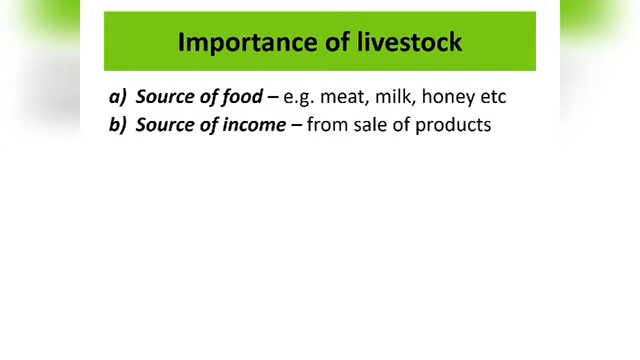 Importance of livestock
a) Source of food – e.g. meat, milk, honey etc
b) Source of income – from sale of products